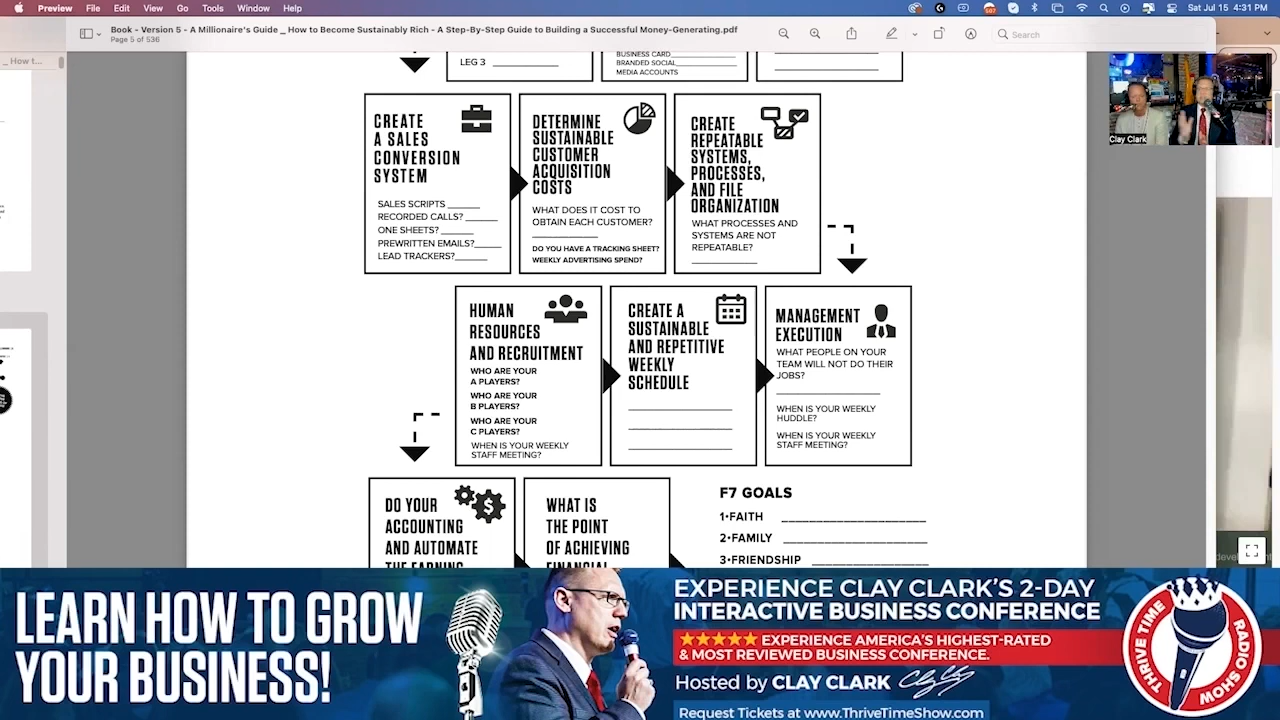 Preview File Edit View Go Tools Window Help
Sat Jul 15 4:31 PM
Book - Version 5 - A Millionaire's Guide _ How to Become Sustainably Rich - A Step-By-Step Guide to Building a Successful Money-Generating.pdf
Page 5 of 536
Search
_ How t...
LEG 3
BUSINESS CARD
BRANDED SOCIAL
MEDIA ACCOUNTS
Clay Clark
CREATE
A SALES
CONVERSION
SYSTEM
SALES SCRIPTS ______
RECORDED CALLS? ______
ONE SHEETS? ______
PREWRITTEN EMAILS?_____
LEAD TRACKERS?______
DETERMINE
SUSTAINABLE
CUSTOMER
ACQUISITION
COSTS
WHAT DOES IT COST TO
OBTAIN EACH CUSTOMER?
DO YOU HAVE A TRACKING SHEET?
WEEKLY ADVERTISING SPEND?
CREATE
REPEATABLE
SYSTEMS,
PROCESSES,
AND FILE
ORGANIZATION
WHAT PROCESSES AND
SYSTEMS ARE NOT
REPEATABLE?
HUMAN
RESOURCES
AND RECRUITMENT
WHO ARE YOUR
A PLAYERS?
WHO ARE YOUR
B PLAYERS?
WHO ARE YOUR
C PLAYERS?
WHEN IS YOUR WEEKLY
STAFF MEETING?
CREATE A
SUSTAINABLE
AND REPETITIVE
WEEKLY
SCHEDULE
MANAGEMENT
EXECUTION
WHAT PEOPLE ON YOUR
TEAM WILL NOT DO THEIR
JOBS?
WHEN IS YOUR WEEKLY
HUDDLE?
WHEN IS YOUR WEEKLY
STAFF MEETING?
DO YOUR
ACCOUNTING
AND AUTOMATE
THE EARNING
WHAT IS
THE POINT
OF ACHIEVING
FINANCIAL
F7 GOALS
1•FAITH
2•FAMILY
3•FRIENDSHIP
LEARN HOW TO GROW
YOUR BUSINESS!
EXPERIENCE CLAY CLARK'S 2-DAY
INTERACTIVE BUSINESS CONFERENCE
EXPERIENCE AMERICA'S HIGHEST-RATED
& MOST REVIEWED BUSINESS CONFERENCE.
Hosted by CLAY CLARK
Request Tickets at www.ThriveTimeShow.com
THRIVE TIME
RADIO SHOW